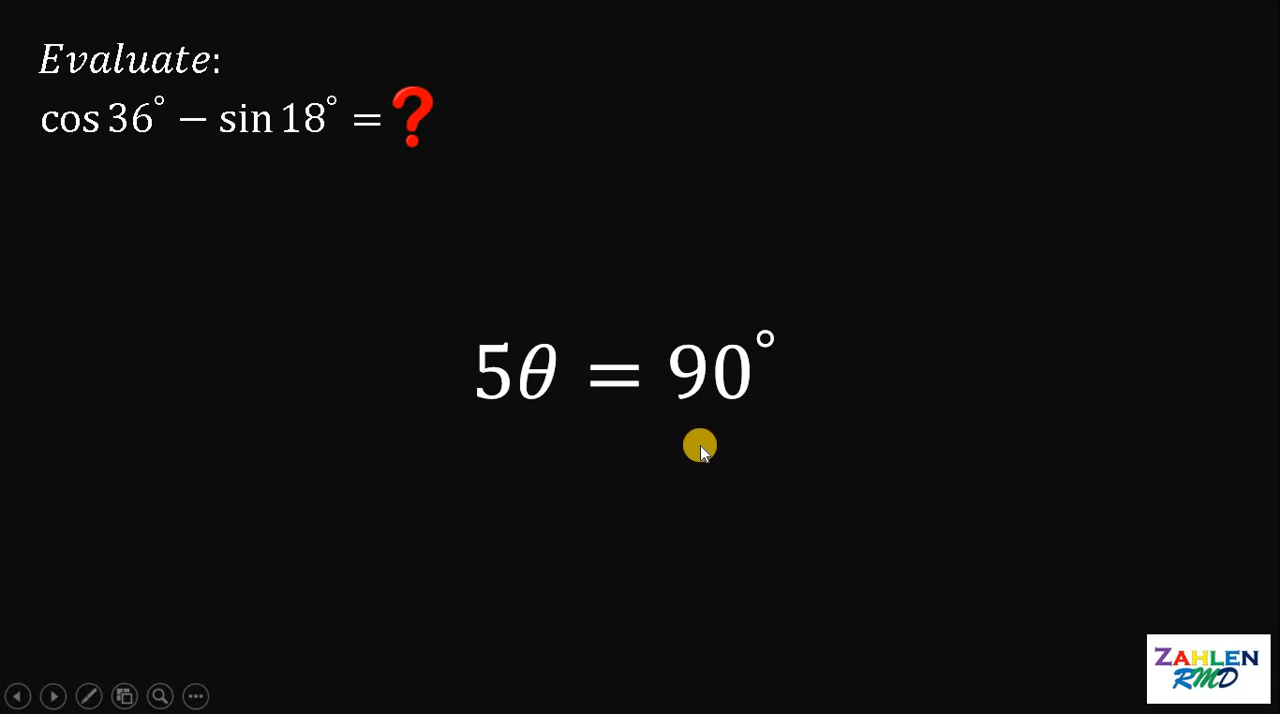 Evaluate:
cos 36° − sin 18° = ❓
5θ = 90°
ZAHLEN
RMD